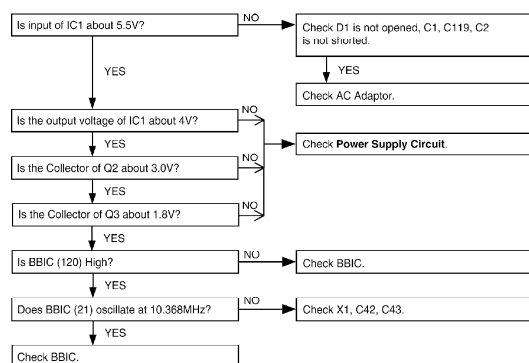 Is input of IC1 about 5.5V?
NO
Check D1 is not opened, C1, C119, C2
is not shorted.
YES
YES
Check AC Adaptor.
Is the output voltage of IC1 about 4V?
NO
YES
Check Power Supply Circuit.
Is the Collector of Q2 about 3.0V?
NO
YES
Is the Collector of Q3 about 1.8V?
NO
YES
Is BBIC (120) High?
NO
Check BBIC.
YES
Does BBIC (21) oscillate at 10.368MHz?
NO
Check X1, C42, C43.
YES
Check BBIC.